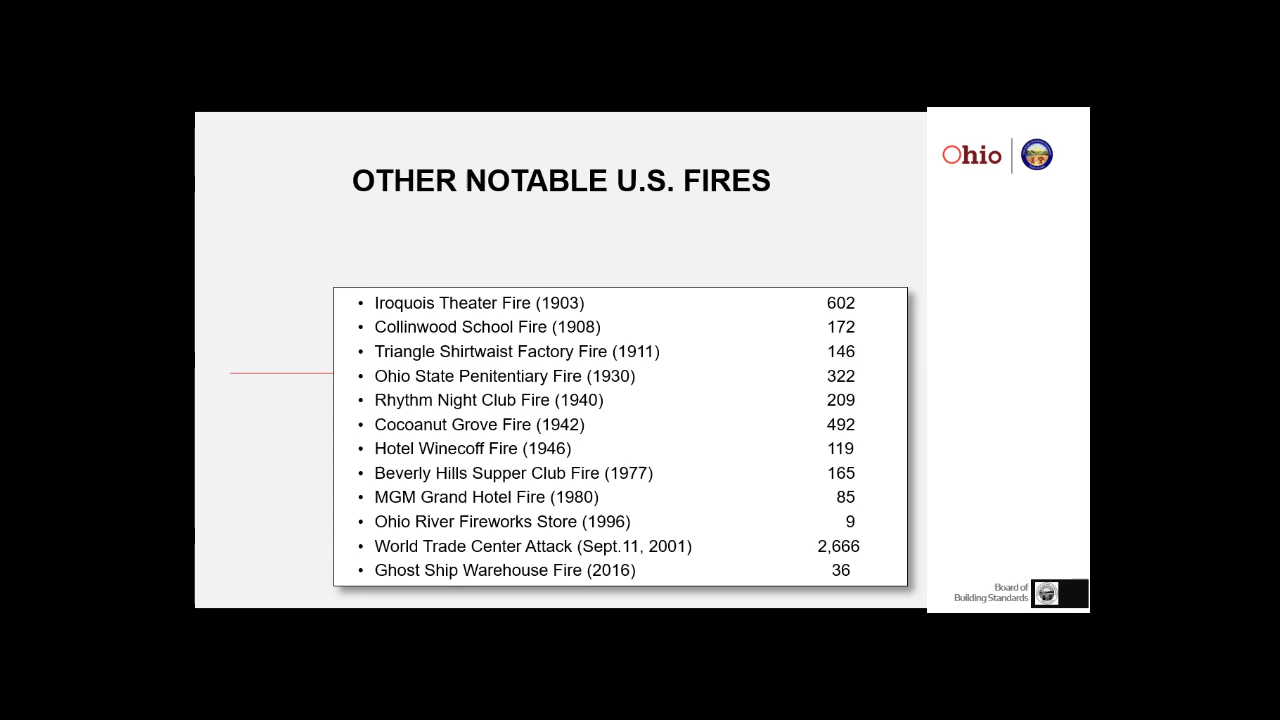 Ohio
OTHER NOTABLE U.S. FIRES
• Iroquois Theater Fire (1903) 602
• Collinwood School Fire (1908) 172
• Triangle Shirtwaist Factory Fire (1911) 146
• Ohio State Penitentiary Fire (1930) 322
• Rhythm Night Club Fire (1940) 209
• Cocoanut Grove Fire (1942) 492
• Hotel Winecoff Fire (1946) 119
• Beverly Hills Supper Club Fire (1977) 165
• MGM Grand Hotel Fire (1980) 85
• Ohio River Fireworks Store (1996) 9
• World Trade Center Attack (Sept.11, 2001) 2,666
• Ghost Ship Warehouse Fire (2016) 36
Board of
Building Standards